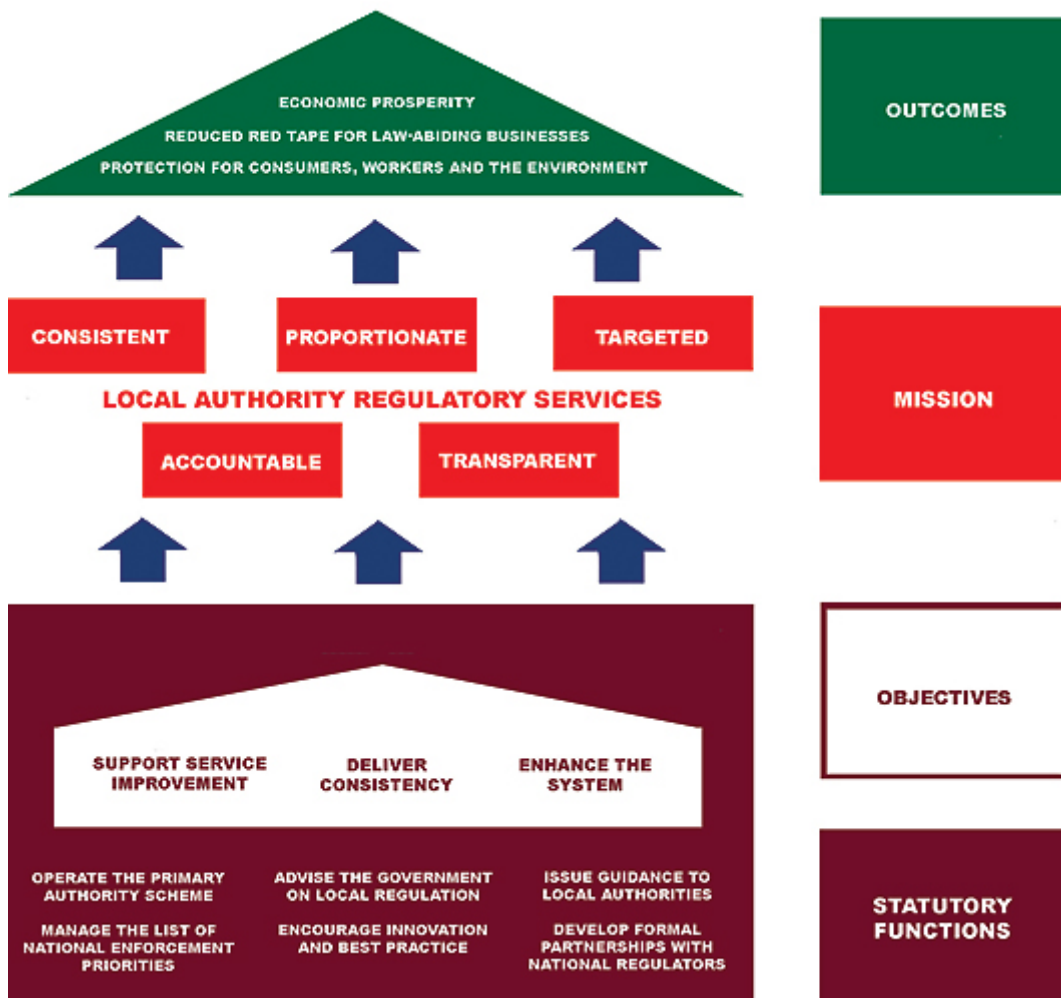 ECONOMIC PROSPERITY
REDUCED RED TAPE FOR LAW-ABIDING BUSINESSES
PROTECTION FOR CONSUMERS, WORKERS AND THE ENVIRONMENT
OUTCOMES
CONSISTENT
PROPORTIONATE
TARGETED
LOCAL AUTHORITY REGULATORY SERVICES
ACCOUNTABLE
TRANSPARENT
MISSION
SUPPORT SERVICE
IMPROVEMENT
DELIVER
CONSISTENCY
ENHANCE THE
SYSTEM
OBJECTIVES
OPERATE THE PRIMARY
AUTHORITY SCHEME
ADVISE THE GOVERNMENT
ON LOCAL REGULATION
ISSUE GUIDANCE TO
LOCAL AUTHORITIES
MANAGE THE LIST OF
NATIONAL ENFORCEMENT
PRIORITIES
ENCOURAGE INNOVATION
AND BEST PRACTICE
DEVELOP FORMAL
PARTNERSHIPS WITH
NATIONAL REGULATORS
STATUTORY
FUNCTIONS